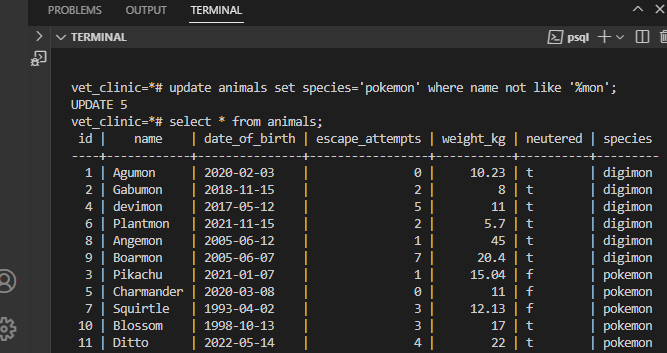 PROBLEMS OUTPUT TERMINAL
TERMINAL psql
vet_clinic=*# update animals set species='pokemon' where name not like '%mon';
UPDATE 5
vet_clinic=*# select * from animals;
 id |    name    | date_of_birth | escape_attempts | weight_kg | neutered | species
----+------------+---------------+-----------------+-----------+----------+---------
  1 | Agumon     | 2020-02-03    |               0 |     10.23 | t        | digimon
  2 | Gabumon    | 2018-11-15    |               2 |         8 | t        | digimon
  4 | devimon    | 2017-05-12    |               5 |        11 | t        | digimon
  6 | Plantmon   | 2021-11-15    |               2 |       5.7 | t        | digimon
  8 | Angemon    | 2005-06-12    |               1 |        45 | t        | digimon
  9 | Boarmon    | 2005-06-07    |               7 |      20.4 | t        | digimon
  3 | Pikachu    | 2021-01-07    |               1 |     15.04 | f        | pokemon
  5 | Charmander | 2020-03-08    |               0 |        11 | f        | pokemon
  7 | Squirtle   | 1993-04-02    |               3 |     12.13 | f        | pokemon
 10 | Blossom    | 1998-10-13    |               3 |        17 | t        | pokemon
 11 | Ditto      | 2022-05-14    |               4 |        22 | t        | pokemon